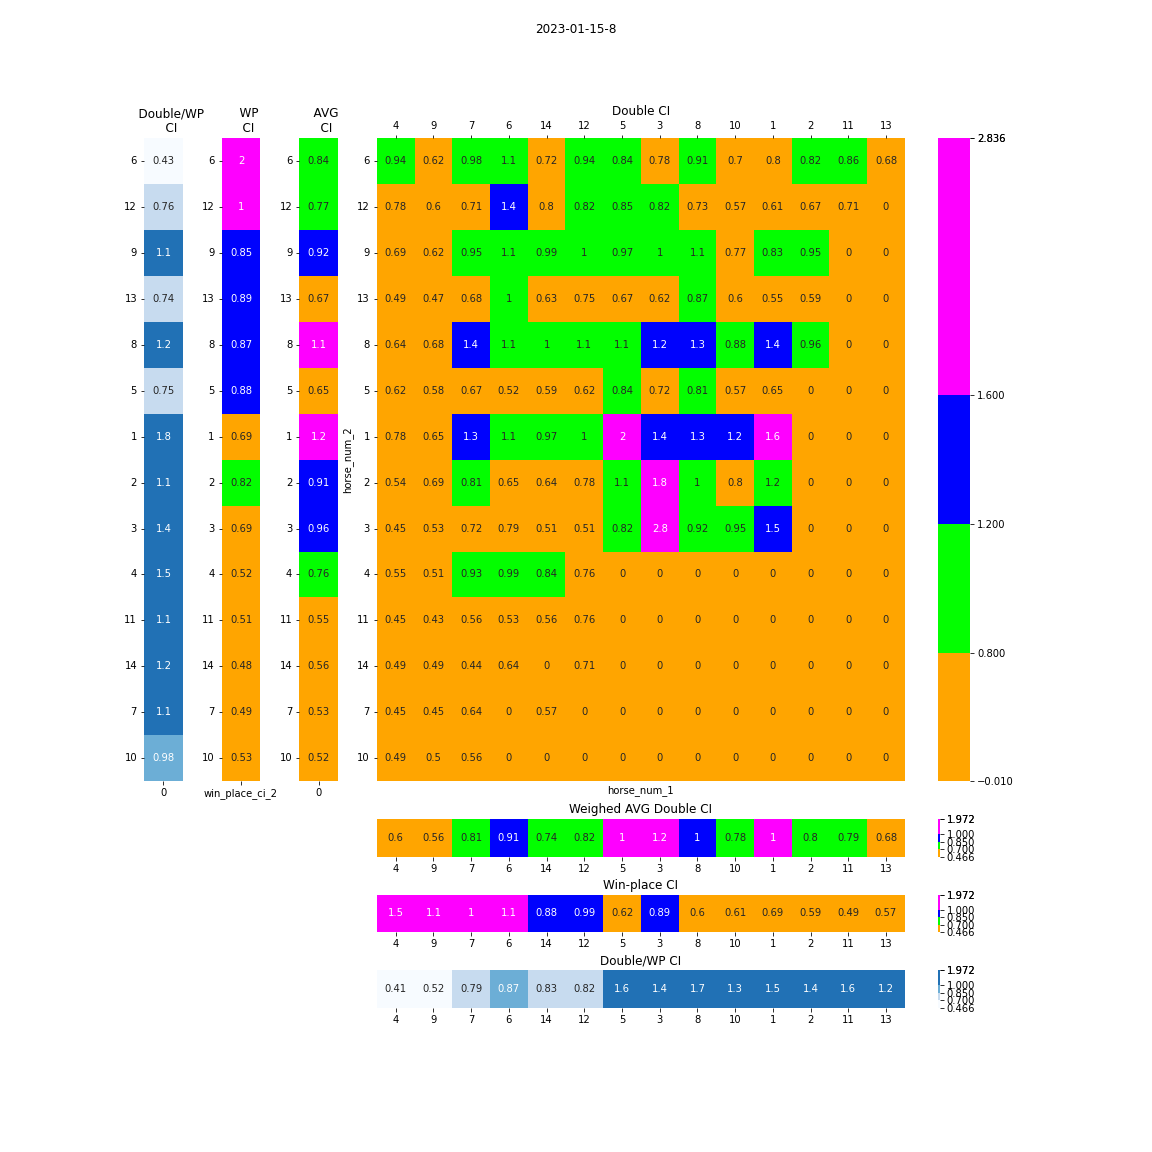 2023-01-15-8
Double/WP CI WP CI AVG CI Double CI
4 9 7 6 14 12 5 3 8 10 1 2 11 13
2.836
6 0.43 6 2 6 0.84 6 0.94 0.62 0.98 1.1 0.72 0.94 0.84 0.78 0.91 0.7 0.8 0.82 0.86 0.68
12 0.76 12 1 12 0.77 12 0.78 0.6 0.71 1.4 0.8 0.82 0.85 0.82 0.73 0.57 0.61 0.67 0.71 0
9 1.1 9 0.85 9 0.92 9 0.69 0.62 0.95 1.1 0.99 1 0.97 1 1.1 0.77 0.83 0.95 0 0
13 0.74 13 0.89 13 0.67 13 0.49 0.47 0.68 1 0.63 0.75 0.67 0.62 0.87 0.6 0.55 0.59 0 0
8 1.2 8 0.87 8 1.1 8 0.64 0.68 1.4 1.1 1 1.1 1.1 1.2 1.3 0.88 1.4 0.96 0 0
5 0.75 5 0.88 5 0.65 5 0.62 0.58 0.67 0.52 0.59 0.62 0.84 0.72 0.81 0.57 0.65 0 0 0
1.600
1 1.8 1 0.69 1 1.2 1 0.78 0.65 1.3 1.1 0.97 1 2 1.4 1.3 1.2 1.6 0 0 0
horse_num_2
2 1.1 2 0.82 2 0.91 2 0.54 0.69 0.81 0.65 0.64 0.78 1.1 1.8 1 0.8 1.2 0 0 0
1.200
3 1.4 3 0.69 3 0.96 3 0.45 0.53 0.72 0.79 0.51 0.51 0.82 2.8 0.92 0.95 1.5 0 0 0
4 1.5 4 0.52 4 0.76 4 0.55 0.51 0.93 0.99 0.84 0.76 0 0 0 0 0 0 0 0
11 1.1 11 0.51 11 0.55 11 0.45 0.43 0.56 0.53 0.56 0.76 0 0 0 0 0 0 0 0
0.800
14 1.2 14 0.48 14 0.56 14 0.49 0.49 0.44 0.64 0 0.71 0 0 0 0 0 0 0 0
7 1.1 7 0.49 7 0.53 7 0.45 0.45 0.64 0 0.57 0 0 0 0 0 0 0 0 0
10 0.98 10 0.53 10 0.52 10 0.49 0.5 0.56 0 0 0 0 0 0 0 0 0 0 0
−0.010
0 win_place_ci_2 0 horse_num_1
Weighed AVG Double CI
0.6 0.56 0.81 0.91 0.74 0.82 1 1.2 1 0.78 1 0.8 0.79 0.68
4 9 7 6 14 12 5 3 8 10 1 2 11 13
1.972
1.000
0.850
0.700
0.466
Win-place CI
1.5 1.1 1 1.1 0.88 0.99 0.62 0.89 0.6 0.61 0.69 0.59 0.49 0.57
4 9 7 6 14 12 5 3 8 10 1 2 11 13
1.972
1.000
0.850
0.700
0.466
Double/WP CI
0.41 0.52 0.79 0.87 0.83 0.82 1.6 1.4 1.7 1.3 1.5 1.4 1.6 1.2
4 9 7 6 14 12 5 3 8 10 1 2 11 13
1.972
1.000
0.850
0.700
0.466